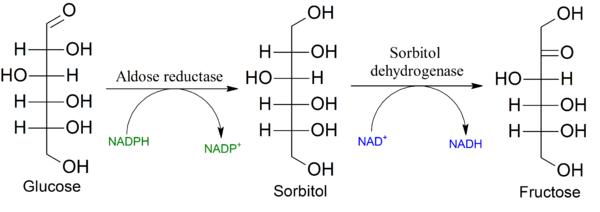 O
H OH
HO H
H OH
H OH
OH
Glucose
Aldose reductase
NADPH NADP+
OH
H OH
HO H
H OH
H OH
OH
Sorbitol
Sorbitol
dehydrogenase
NAD+ NADH
OH
O
HO H
H OH
H OH
OH
Fructose